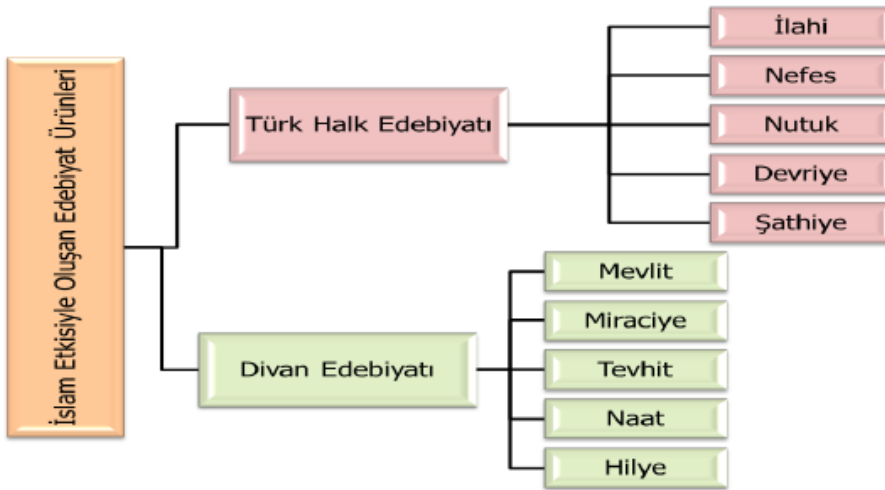 İslam Etkisiyle Oluşan Edebiyat Ürünleri
Türk Halk Edebiyatı
İlahi
Nefes
Nutuk
Devriye
Şathiye
Divan Edebiyatı
Mevlit
Miraciye
Tevhit
Naat
Hilye